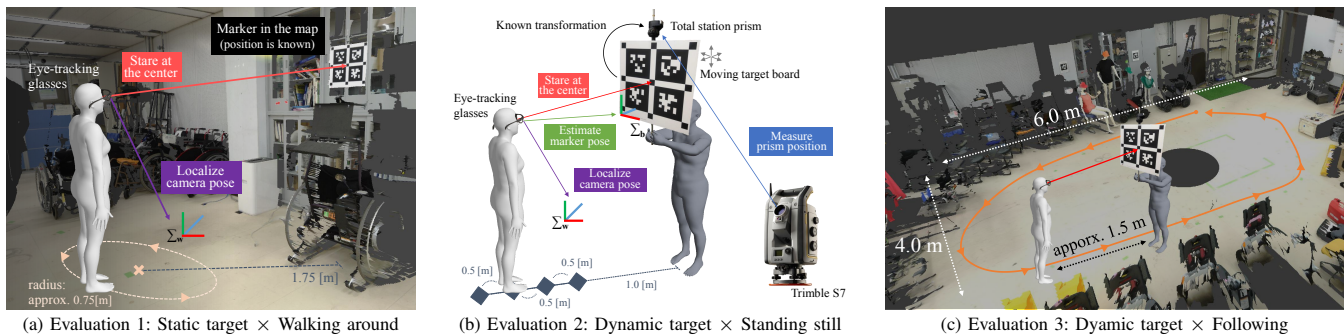 Marker in the map
(position is known)
Eye-tracking
glasses
Stare at
the center
Localize
camera pose
Σw
1.75 [m]
radius:
approx. 0.75[m]
(a) Evaluation 1: Static target × Walking around
Known transformation
Total station prism
Moving target board
Stare at
the center
Eye-tracking
glasses
Estimate
marker pose
Σb
Measure
prism position
Localize
camera pose
Σw
0.5 [m]
0.5 [m]
0.5 [m]
1.0 [m]
Trimble S7
(b) Evaluation 2: Dynamic target × Standing still
6.0 m
4.0 m
apporx. 1.5 m
(c) Evaluation 3: Dyamic target × Following